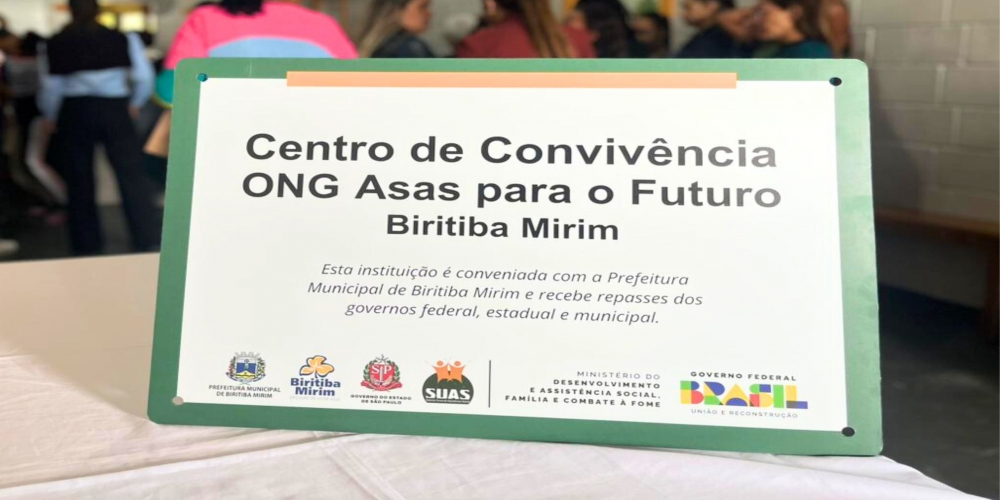 Centro de Convivência
ONG Asas para o Futuro
Biritiba Mirim
Esta instituição é conveniada com a Prefeitura
Municipal de Biritiba Mirim e recebe repasses dos
governos federal, estadual e municipal.
PREFEITURA MUNICIPAL
DE BIRITIBA MIRIM
Biritiba
Mirim
SP
GOVERNO DO ESTADO
DE SÃO PAULO
SUAS
MINISTÉRIO DO
DESENVOLVIMENTO
E ASSISTÊNCIA SOCIAL,
FAMÍLIA E COMBATE À FOME
GOVERNO FEDERAL
BRASIL
UNIÃO E RECONSTRUÇÃO